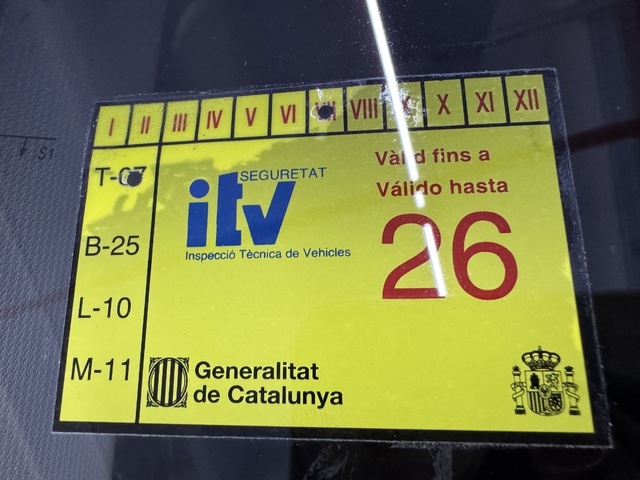 I II III IV V VI VII VIII IX X XI XII
T-07
B-25
L-10
M-11
SEGURETAT
itv
Inspecció Tècnica de Vehicles
Vàlid fins a
Válido hasta
26
Generalitat
de Catalunya
S1